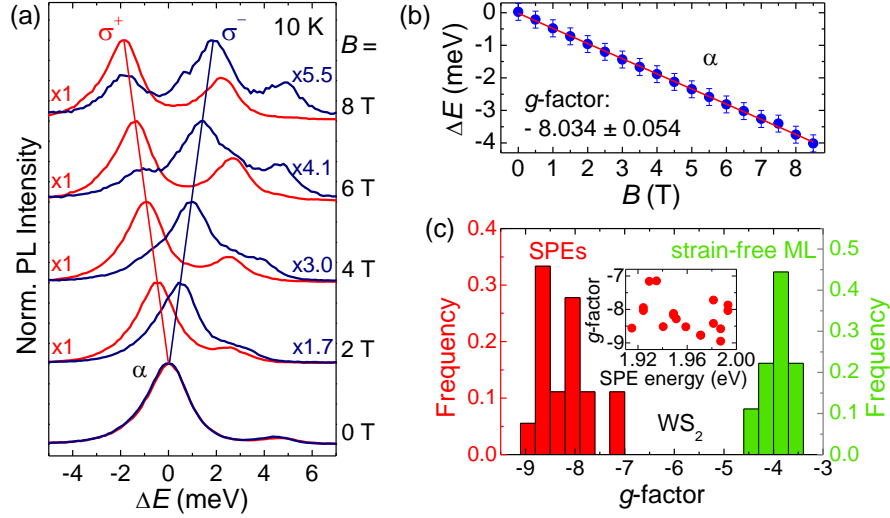 (a)
σ+
σ−
10 K
B =
x1
x5.5
8 T
x1
x4.1
6 T
x1
x3.0
4 T
x1
x1.7
2 T
α
0 T
Norm. PL Intensity
-4 -2 0 2 4 6
ΔE (meV)
(b)
0
-1
-2
-3
-4
ΔE (meV)
α
g-factor:
- 8.034 ± 0.054
0 1 2 3 4 5 6 7 8
B (T)
(c)
0.4
0.3
0.2
0.1
0.0
Frequency
SPEs
strain-free ML
0.5
0.4
0.3
0.2
0.1
0.0
Frequency
-7
-8
-9
g-factor
1.92 1.96 2.00
SPE energy (eV)
WS2
-9 -8 -7 -6 -5 -4 -3
g-factor